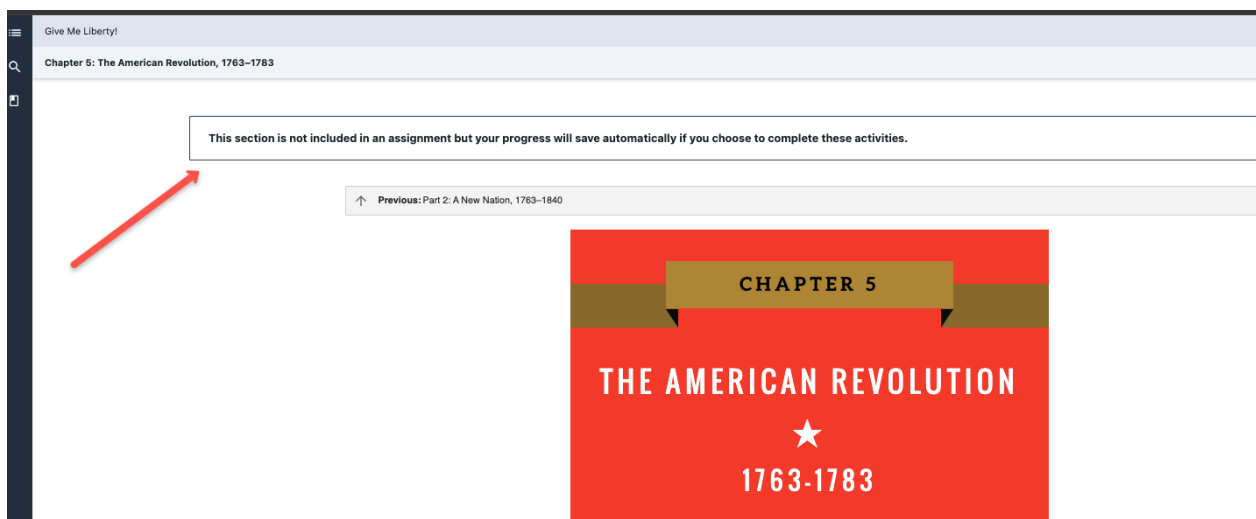 Give Me Liberty!
Chapter 5: The American Revolution, 1763–1783
This section is not included in an assignment but your progress will save automatically if you choose to complete these activities.
Previous: Part 2: A New Nation, 1763–1840
CHAPTER 5
THE AMERICAN REVOLUTION
1763-1783